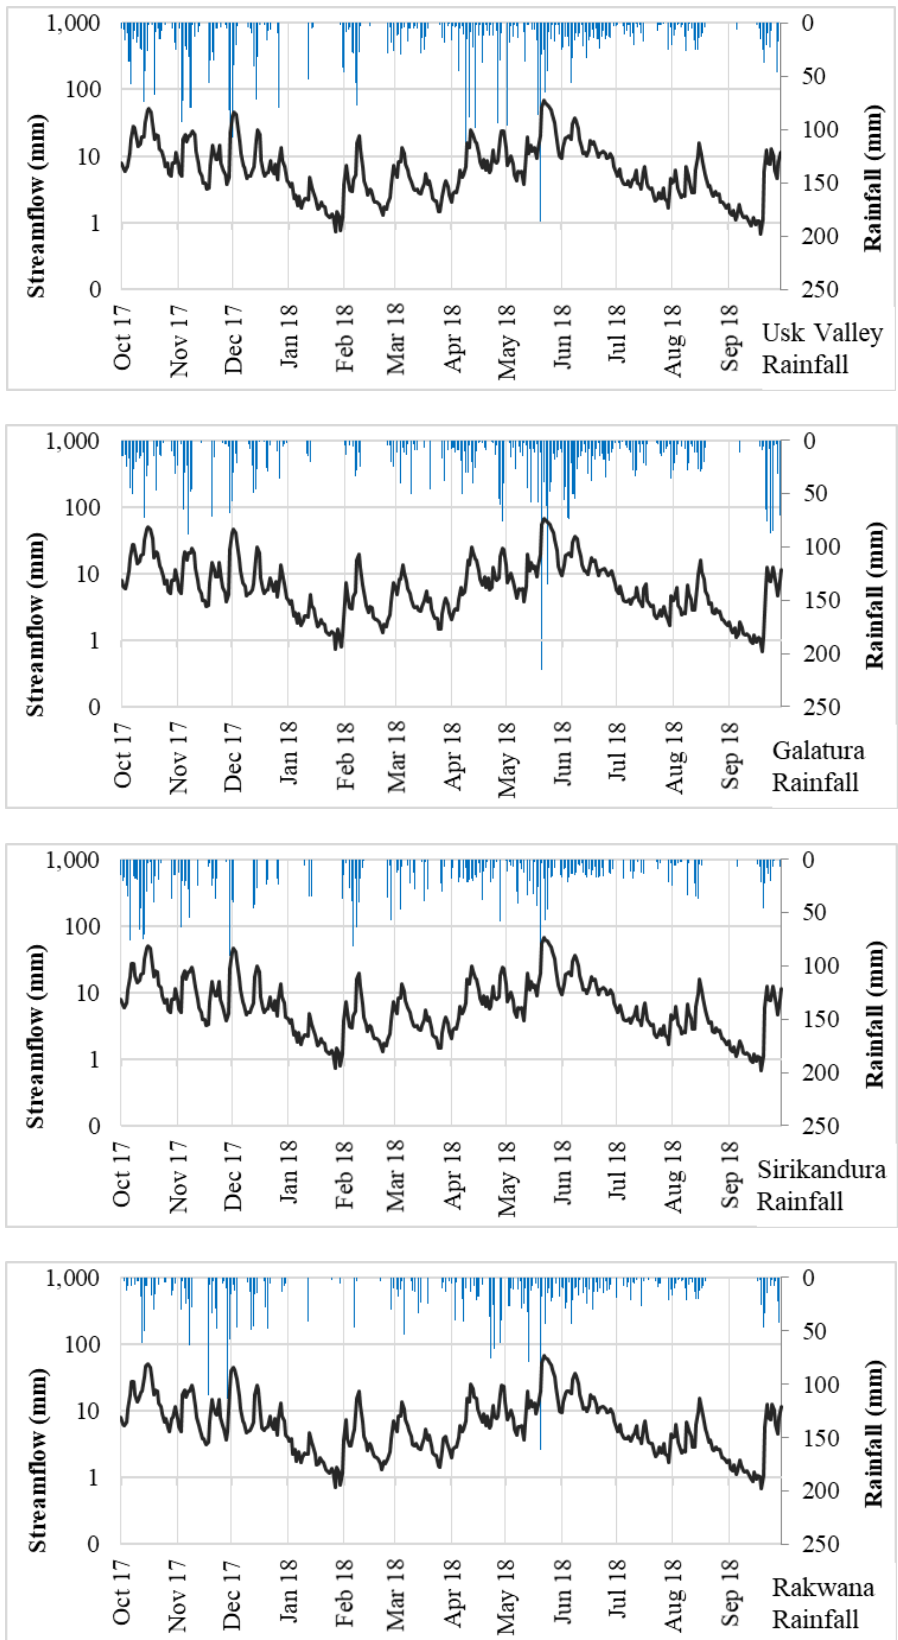 1,000
100
10
1
0
Streamflow (mm)
0
50
100
150
200
250
Rainfall (mm)
Oct 17
Nov 17
Dec 17
Jan 18
Feb 18
Mar 18
Apr 18
May 18
Jun 18
Jul 18
Aug 18
Sep 18
Usk Valley
Rainfall
1,000
100
10
1
0
Streamflow (mm)
0
50
100
150
200
250
Rainfall (mm)
Oct 17
Nov 17
Dec 17
Jan 18
Feb 18
Mar 18
Apr 18
May 18
Jun 18
Jul 18
Aug 18
Sep 18
Galatura
Rainfall
1,000
100
10
1
0
Streamflow (mm)
0
50
100
150
200
250
Rainfall (mm)
Oct 17
Nov 17
Dec 17
Jan 18
Feb 18
Mar 18
Apr 18
May 18
Jun 18
Jul 18
Aug 18
Sep 18
Sirikandura
Rainfall
1,000
100
10
1
0
Streamflow (mm)
0
50
100
150
200
250
Rainfall (mm)
Oct 17
Nov 17
Dec 17
Jan 18
Feb 18
Mar 18
Apr 18
May 18
Jun 18
Jul 18
Aug 18
Sep 18
Rakwana
Rainfall